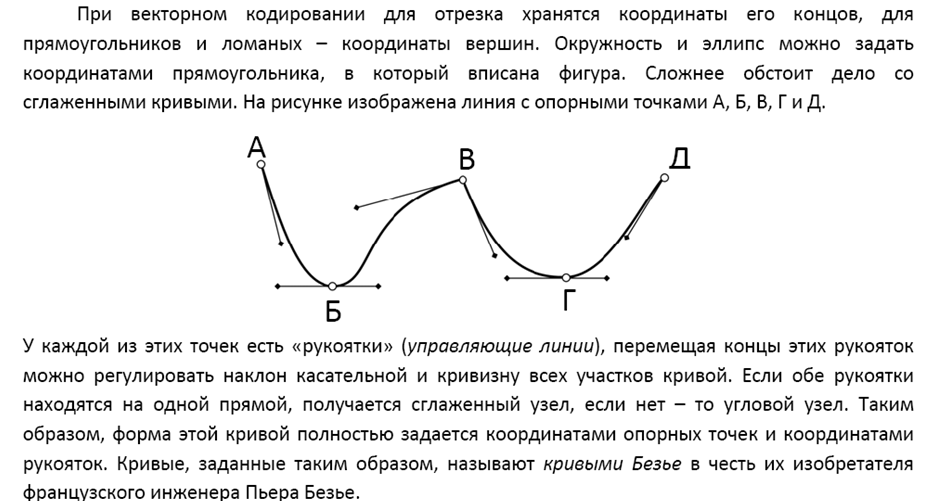 При векторном кодировании для отрезка хранятся координаты его концов, для
прямоугольников и ломаных – координаты вершин. Окружность и эллипс можно задать
координатами прямоугольника, в который вписана фигура. Сложнее обстоит дело со
сглаженными кривыми. На рисунке изображена линия с опорными точками А, Б, В, Г и Д.
А
В
Д
Б
Г
У каждой из этих точек есть «рукоятки» (управляющие линии), перемещая концы этих рукояток
можно регулировать наклон касательной и кривизну всех участков кривой. Если обе рукоятки
находятся на одной прямой, получается сглаженный узел, если нет – то угловой узел. Таким
образом, форма этой кривой полностью задается координатами опорных точек и координатами
рукояток. Кривые, заданные таким образом, называют кривыми Безье в честь их изобретателя
французского инженера Пьера Безье.